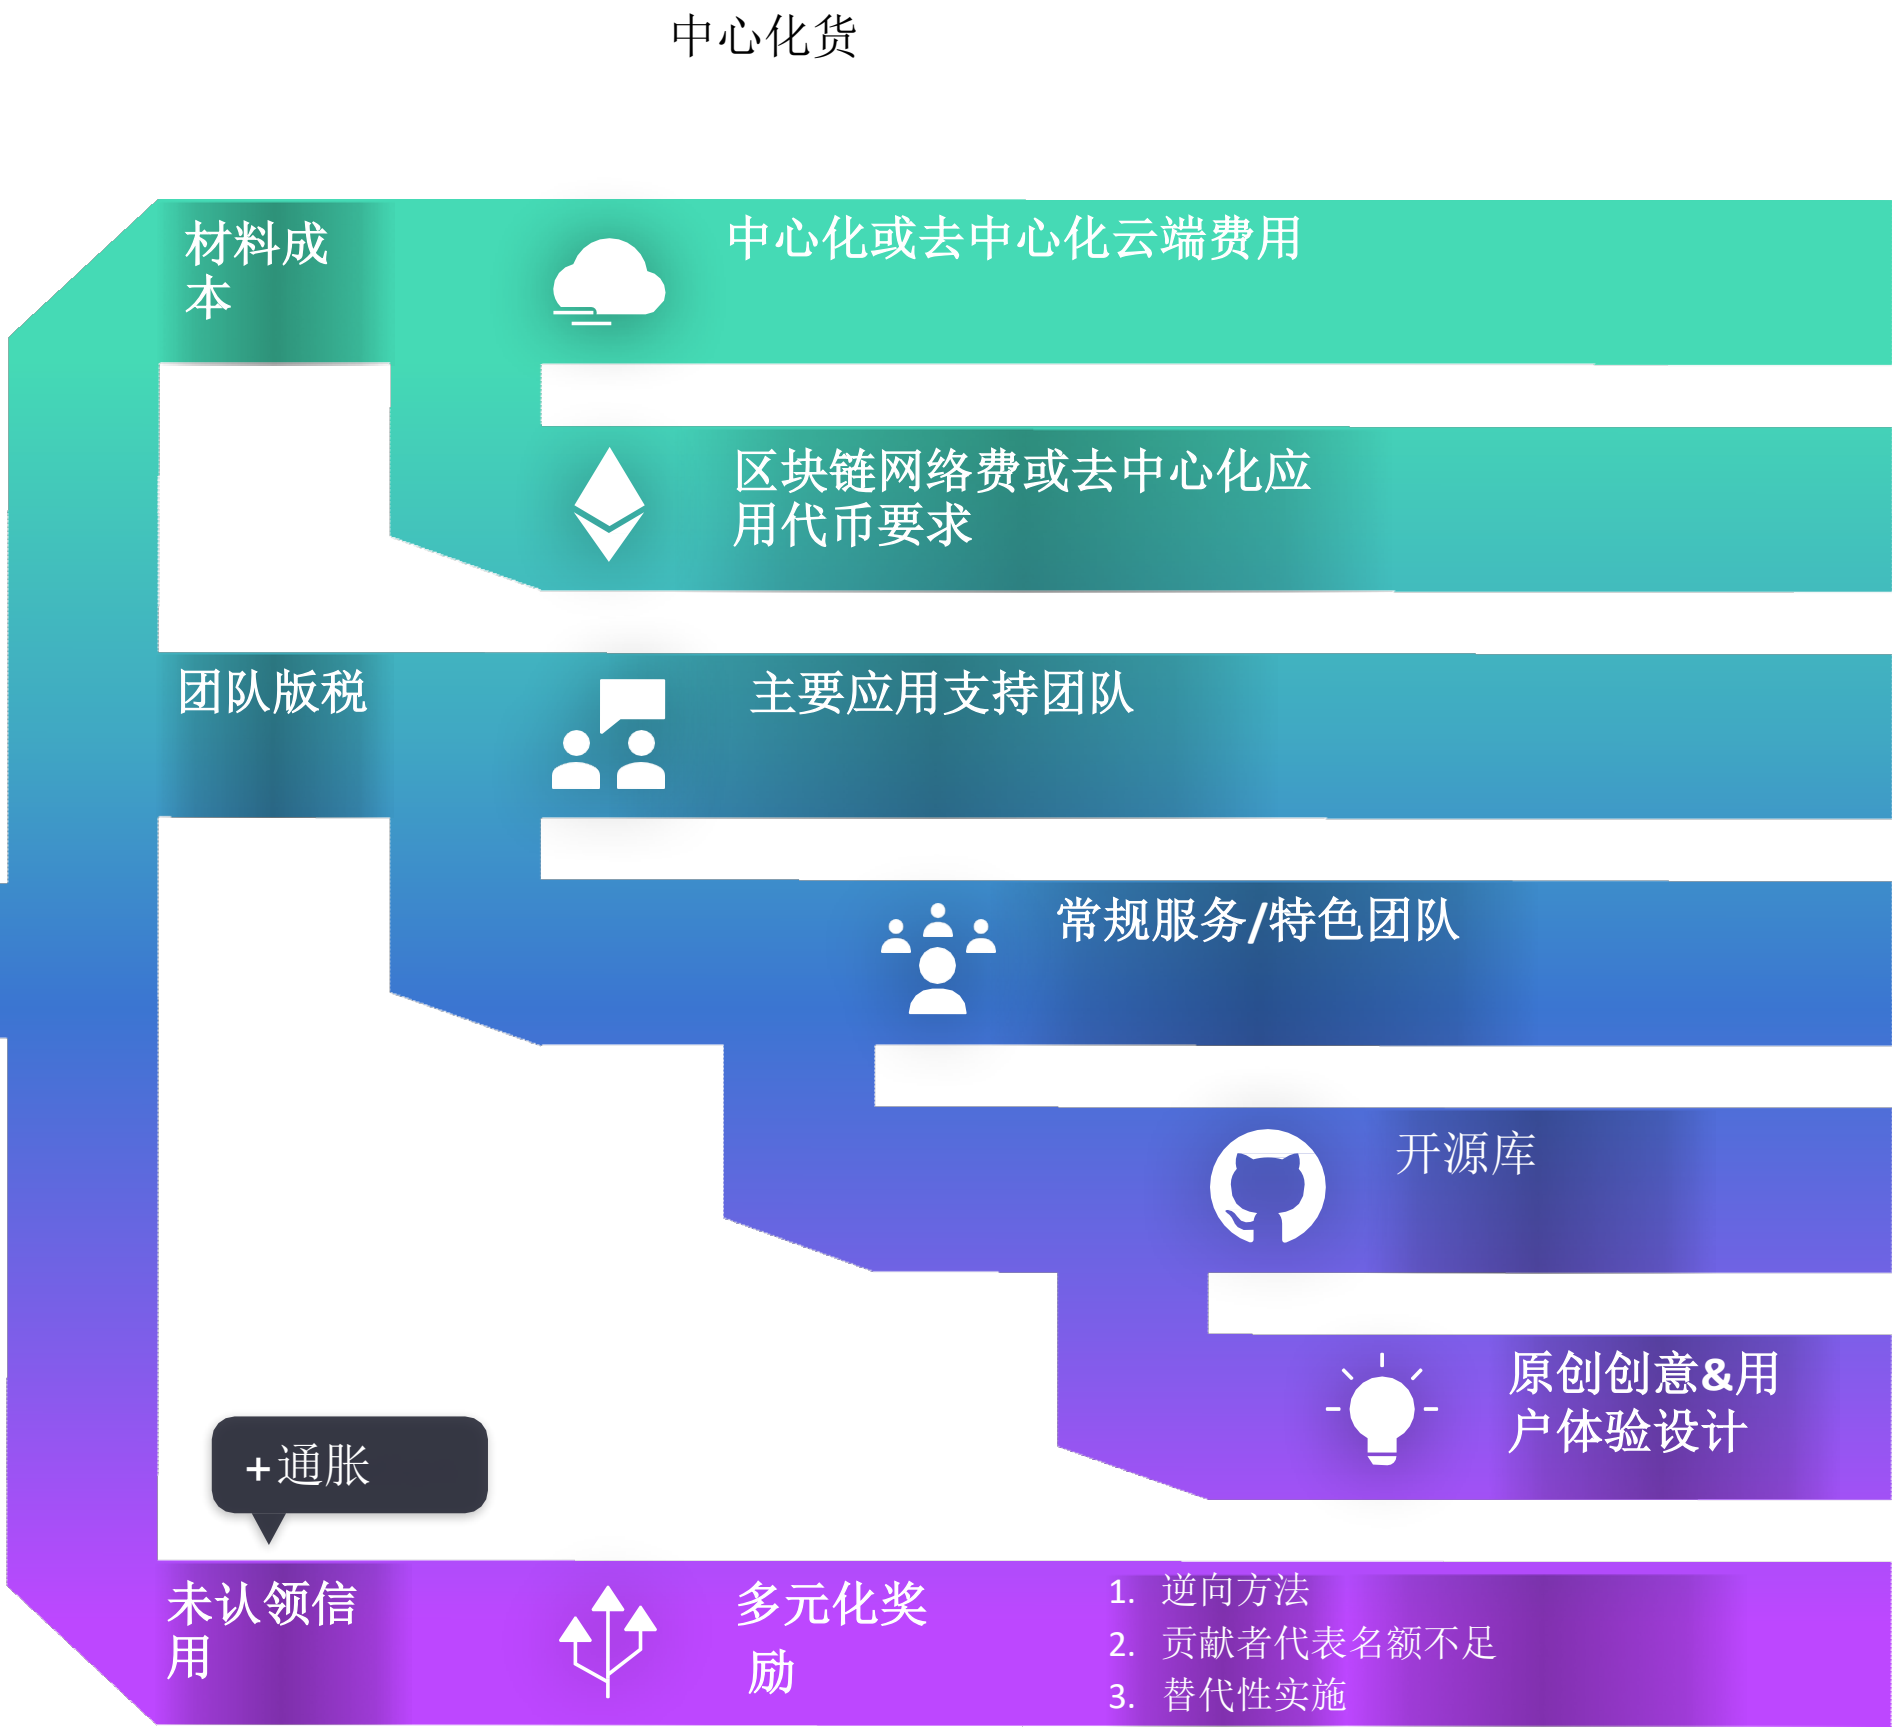 中心化货
材料成
本
中心化或去中心化云端费用
区块链网络费或去中心化应
用代币要求
团队版税
主要应用支持团队
常规服务/特色团队
开源库
原创创意&用
户体验设计
+通胀
未认领信
用
多元化奖
励
1. 逆向方法
2. 贡献者代表名额不足
3. 替代性实施